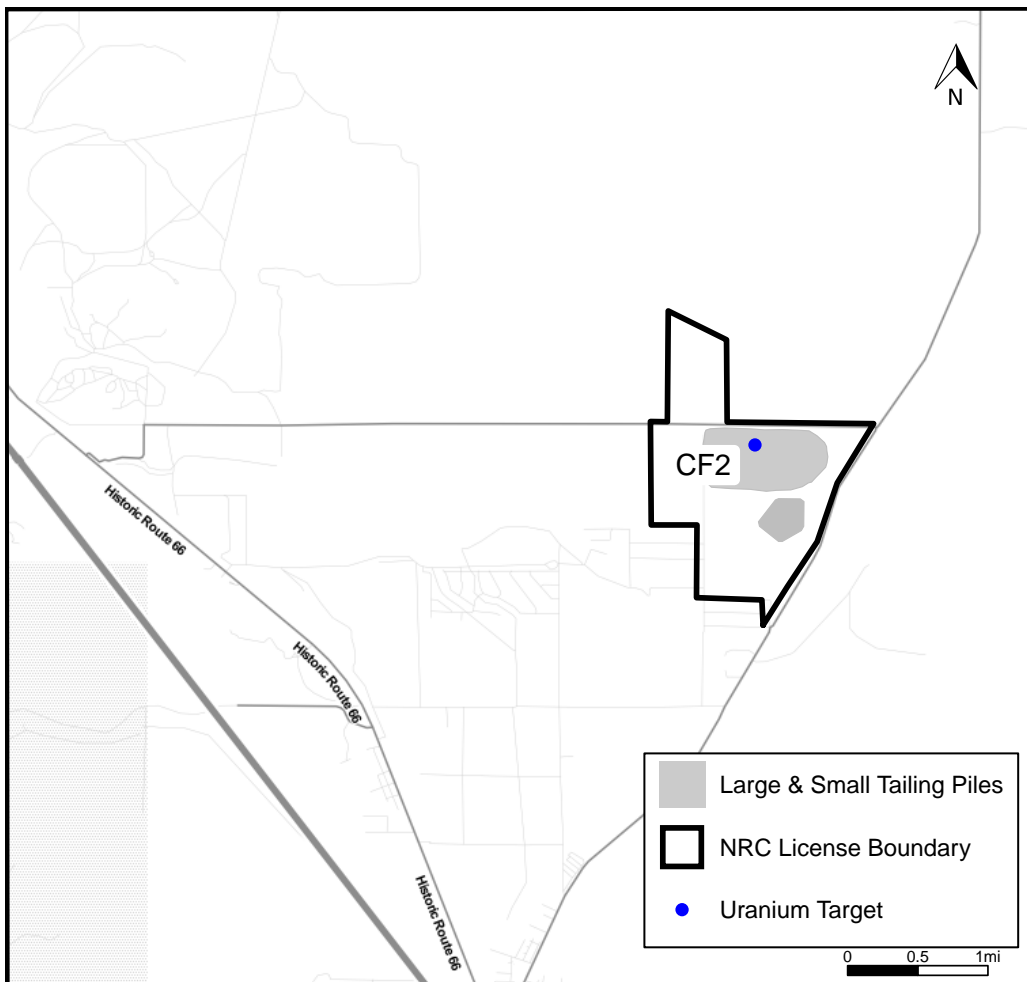 N
CF2
Historic Route 66
Historic Route 66
Historic Route 66
Large & Small Tailing Piles
NRC License Boundary
Uranium Target
0 0.5 1mi